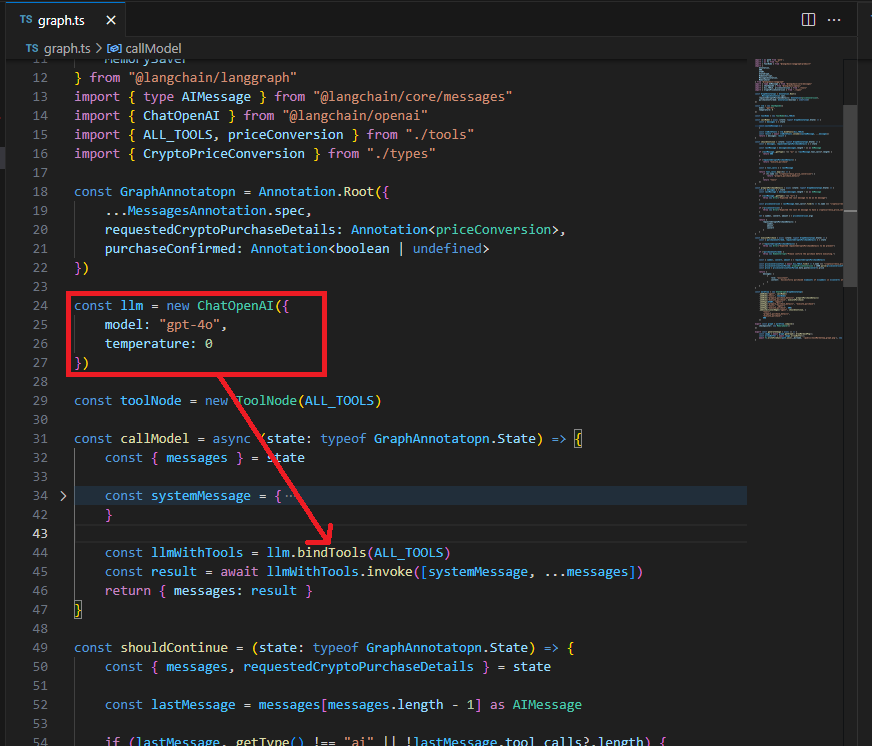 TS graph.ts ×
TS graph.ts > callModel
11 MemorySaver
12 } from "@langchain/langgraph"
13 import { type AIMessage } from "@langchain/core/messages"
14 import { ChatOpenAI } from "@langchain/openai"
15 import { ALL_TOOLS, priceConversion } from "./tools"
16 import { CryptoPriceConversion } from "./types"
17
18 const GraphAnnotatopn = Annotation.Root({
19 ...MessagesAnnotation.spec,
20 requestedCryptoPurchaseDetails: Annotation<priceConversion>,
21 purchaseConfirmed: Annotation<boolean | undefined>
22 })
23
24 const llm = new ChatOpenAI({
25 model: "gpt-4o",
26 temperature: 0
27 })
28
29 const toolNode = new ToolNode(ALL_TOOLS)
30
31 const callModel = async (state: typeof GraphAnnotatopn.State) => {
32 const { messages } = state
33
34 const systemMessage = { ···
42 }
43
44 const llmWithTools = llm.bindTools(ALL_TOOLS)
45 const result = await llmWithTools.invoke([systemMessage, ...messages])
46 return { messages: result }
47 }
48
49 const shouldContinue = (state: typeof GraphAnnotatopn.State) => {
50 const { messages, requestedCryptoPurchaseDetails } = state
51
52 const lastMessage = messages[messages.length - 1] as AIMessage
53
54 if (lastMessage._getType() !== "ai" || !lastMessage.tool_calls?.length) {